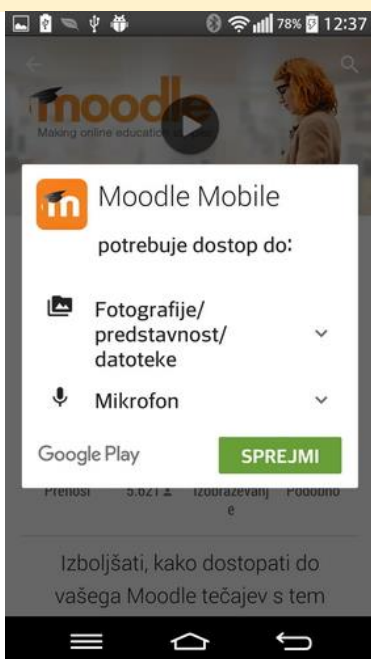 78% 12:37
moodle
Making online education
Moodle Mobile
potrebuje dostop do:
Fotografije/
predstavnost/
datoteke
Mikrofon
Google Play
SPREJMI
Prenosi 5.621 Izobraževanj Podobno
e
Izboljšati, kako dostopati do
vašega Moodle tečajev s tem